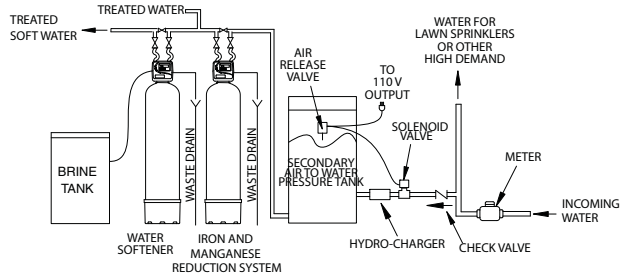 TREATED WATER
TREATED
SOFT WATER
WATER FOR
LAWN SPRINKLERS
OR OTHER
HIGH DEMAND
AIR
RELEASE
VALVE
TO
110 V
OUTPUT
SOLENOID
VALVE
METER
BRINE
TANK
WASTE DRAIN
WASTE DRAIN
SECONDARY
AIR TO WATER
PRESSURE TANK
INCOMING
WATER
WATER
SOFTENER
IRON AND
MANGANESE
REDUCTION SYSTEM
HYDRO-CHARGER
CHECK VALVE